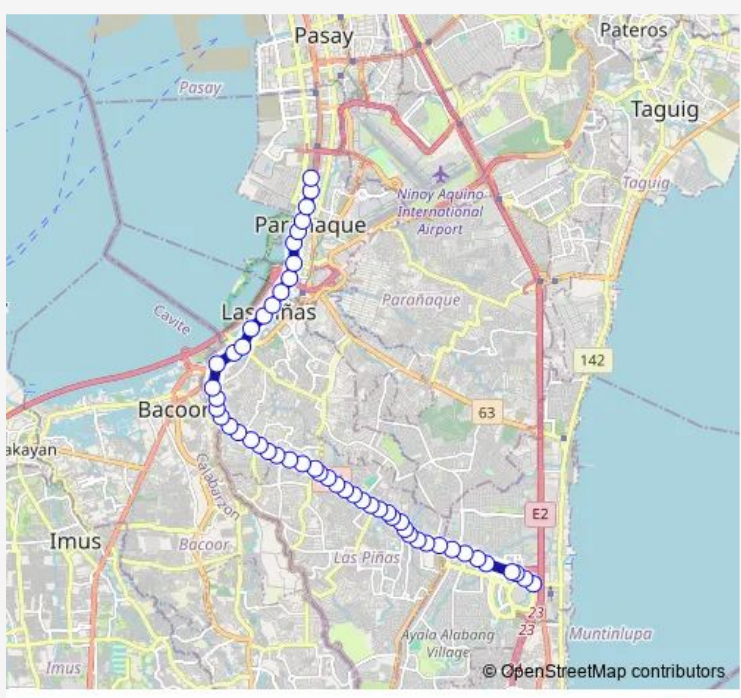 Pasay
Pateros
Pasay
Taguig
Ninoy Aquino
International
Airport
Taguig
Parañaque
Parañaque
Cavite
Las Piñas
142
Bacoor
63
akayan
Calabarzon
E2
Imus
Bacoor
Las Piñas
23
23
Ayala Alabang
Village
Muntinlupa
Imus
© OpenStreetMap contributors